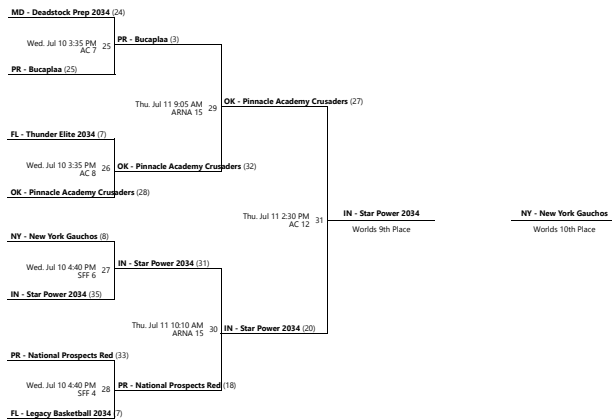 MD - Deadstock Prep 2034 (24)
Wed. Jul 10 3:35 PM 25
AC 7
PR - Bucaplaa (3)
PR - Bucaplaa (25)
Thu. Jul 11 9:05 AM 29
ARNA 15
OK - Pinnacle Academy Crusaders (27)
FL - Thunder Elite 2034 (7)
Wed. Jul 10 3:35 PM 26
AC 8
OK - Pinnacle Academy Crusaders (32)
OK - Pinnacle Academy Crusaders (28)
Thu. Jul 11 2:30 PM 31
AC 12
IN - Star Power 2034
Worlds 9th Place
NY - New York Gauchos
Worlds 10th Place
NY - New York Gauchos (8)
Wed. Jul 10 4:40 PM 27
SFF 6
IN - Star Power 2034 (31)
IN - Star Power 2034 (35)
Thu. Jul 11 10:10 AM 30
ARNA 15
IN - Star Power 2034 (20)
PR - National Prospects Red (33)
Wed. Jul 10 4:40 PM 28
SFF 4
PR - National Prospects Red (18)
FL - Legacy Basketball 2034 (7)